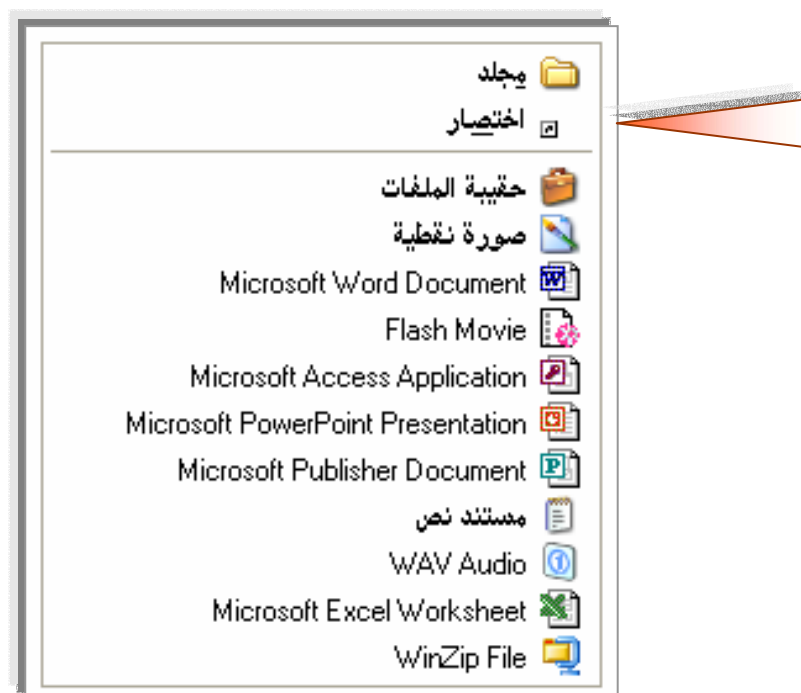 مجلد
اختصار
حقيبة الملفات
صورة نقطية
Microsoft Word Document
Flash Movie
Microsoft Access Application
Microsoft PowerPoint Presentation
Microsoft Publisher Document
مستند نص
WAV Audio
Microsoft Excel Worksheet
WinZip File